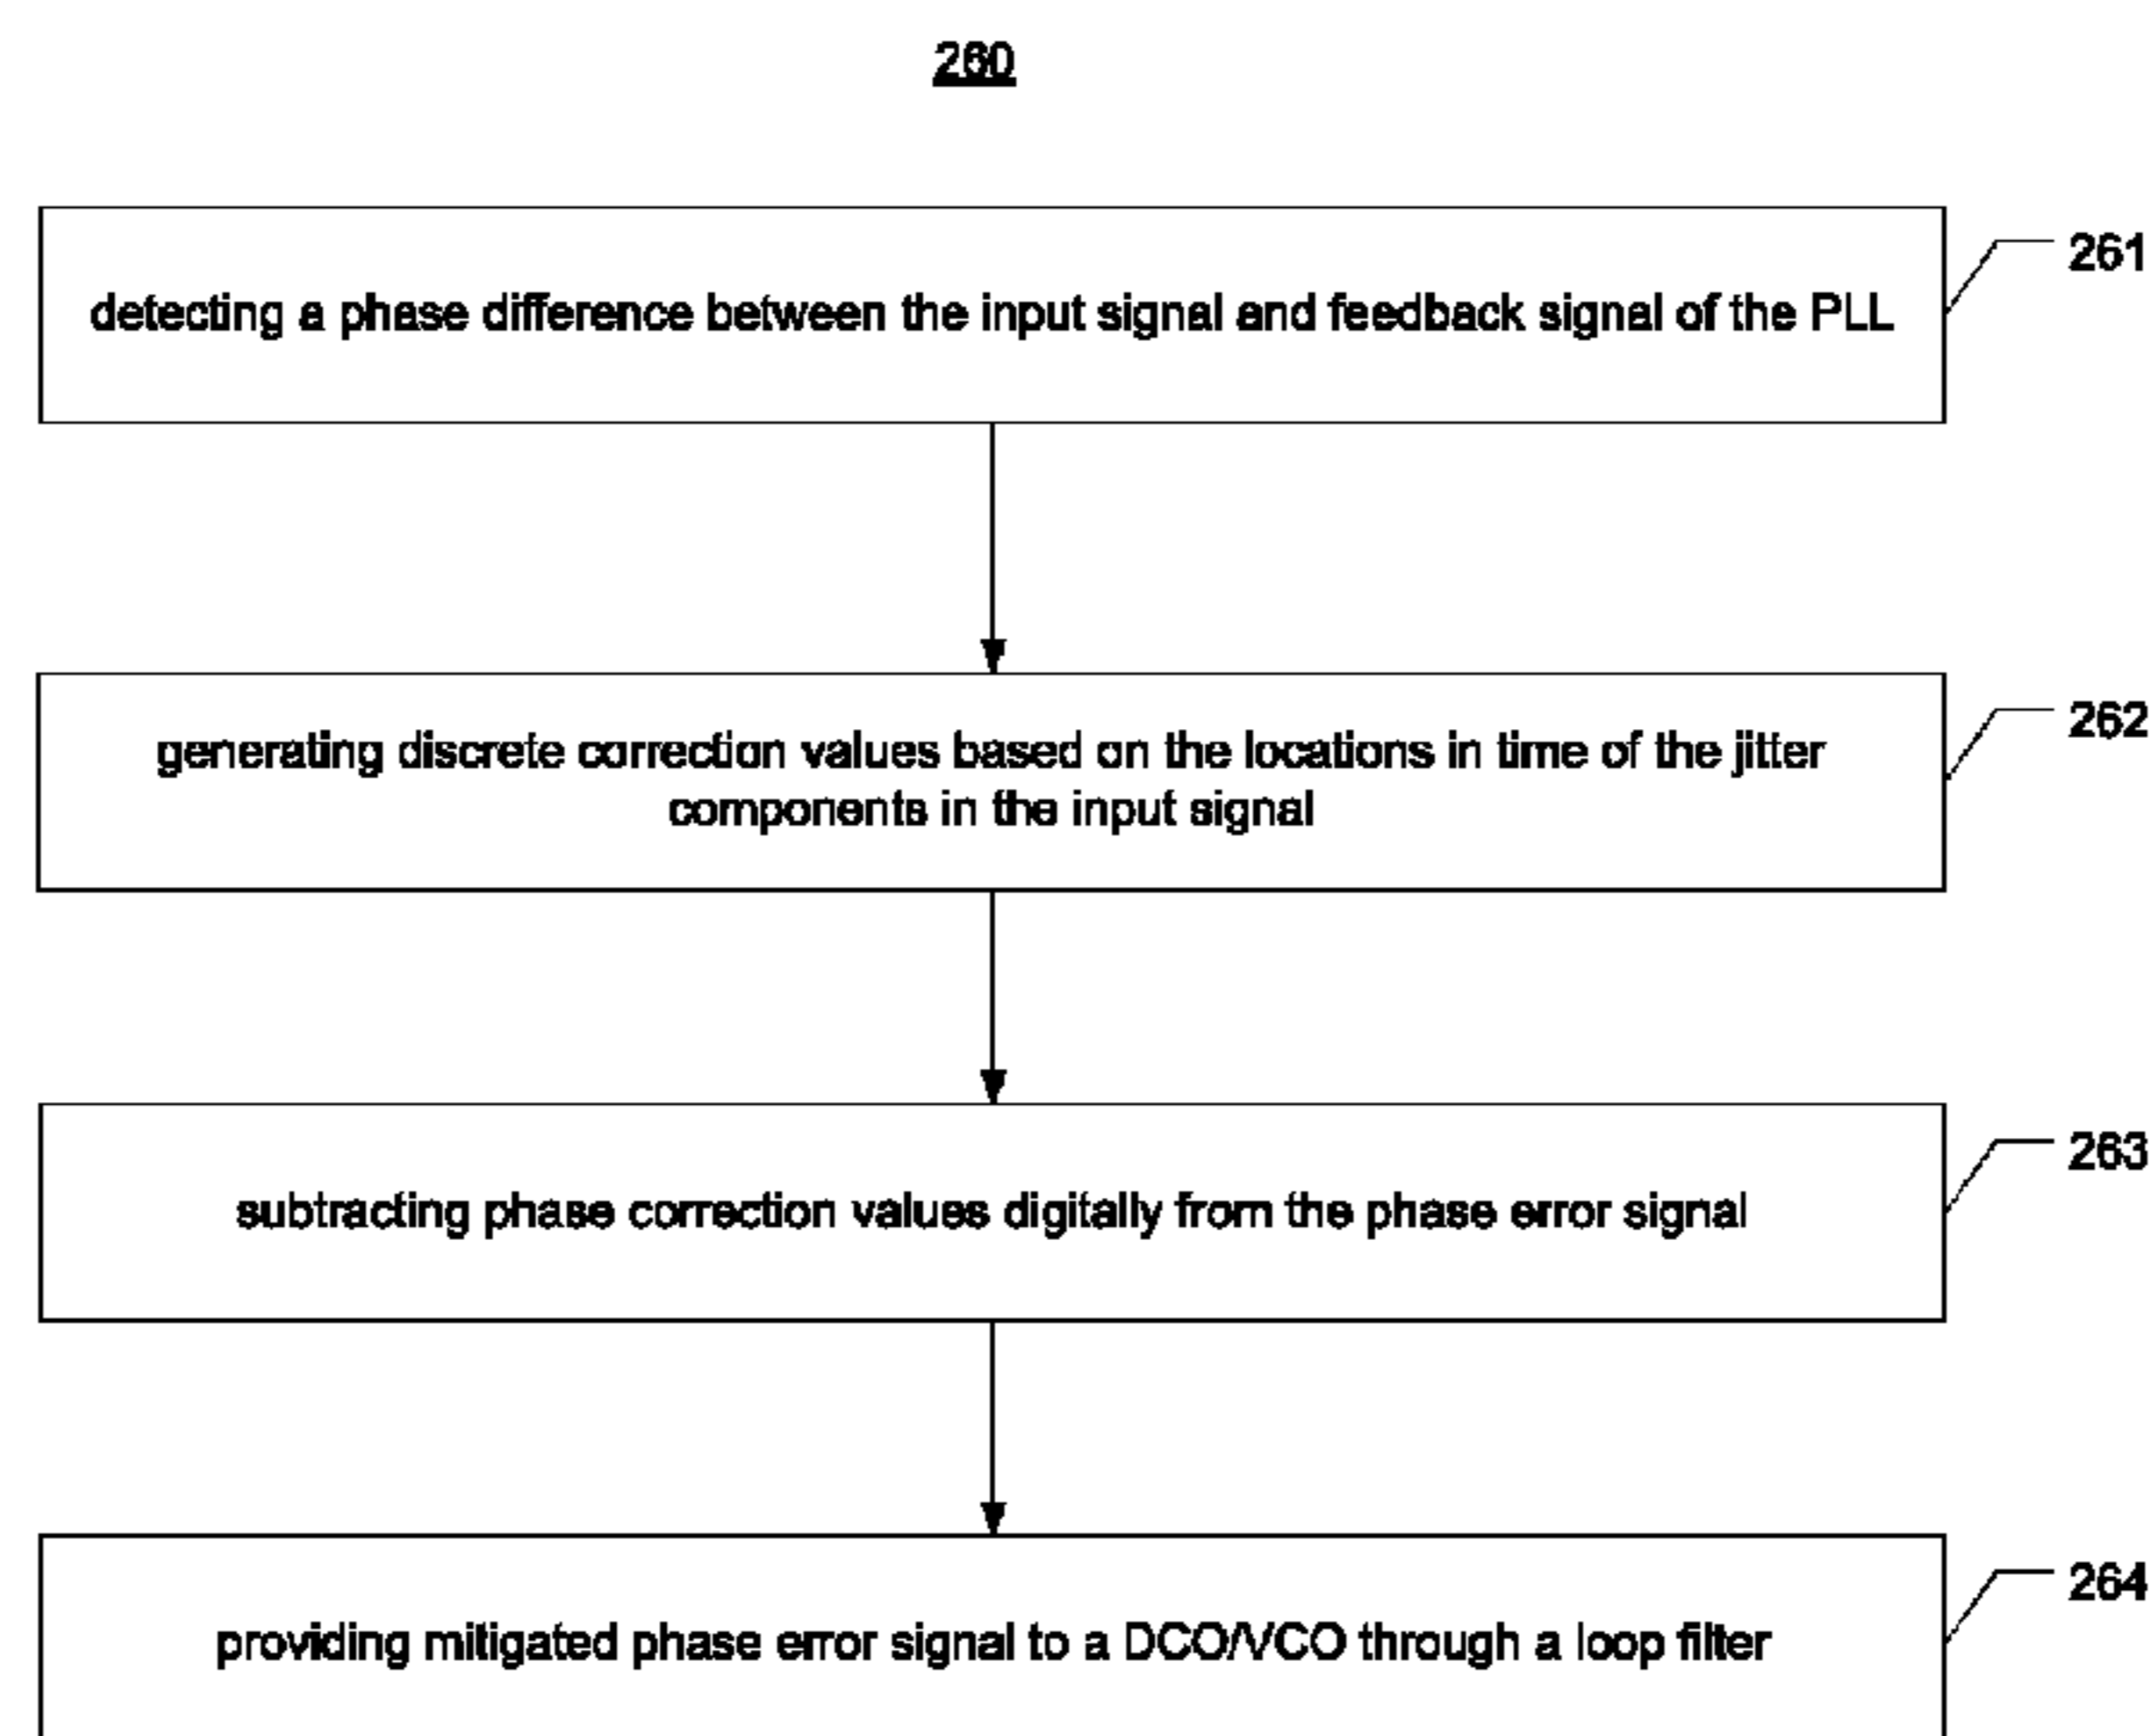 260
detecting a phase difference between the input signal and feedback signal of the PLL
261
generating discrete correction values based on the locations in time of the jitter
components in the input signal
262
subtracting phase correction values digitally from the phase error signal
263
providing mitigated phase error signal to a DCO/VCO through a loop filter
264